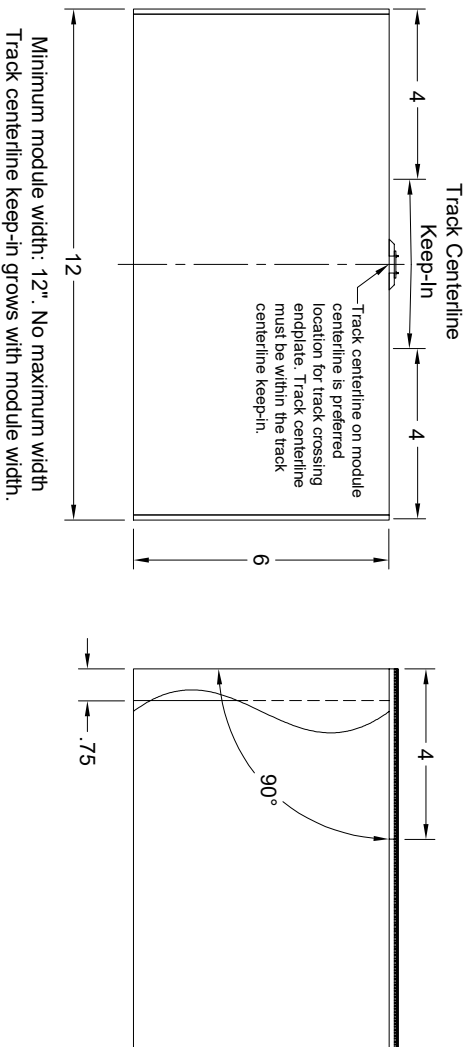 Track Centerline
Keep-In
4
4
Track centerline on module
centerline is preferred
location for track crossing
endplate. Track centerline
must be within the track
centerline keep-in.
6
12
Minimum module width: 12". No maximum width
Track centerline keep-in grows with module width.
4
90°
.75